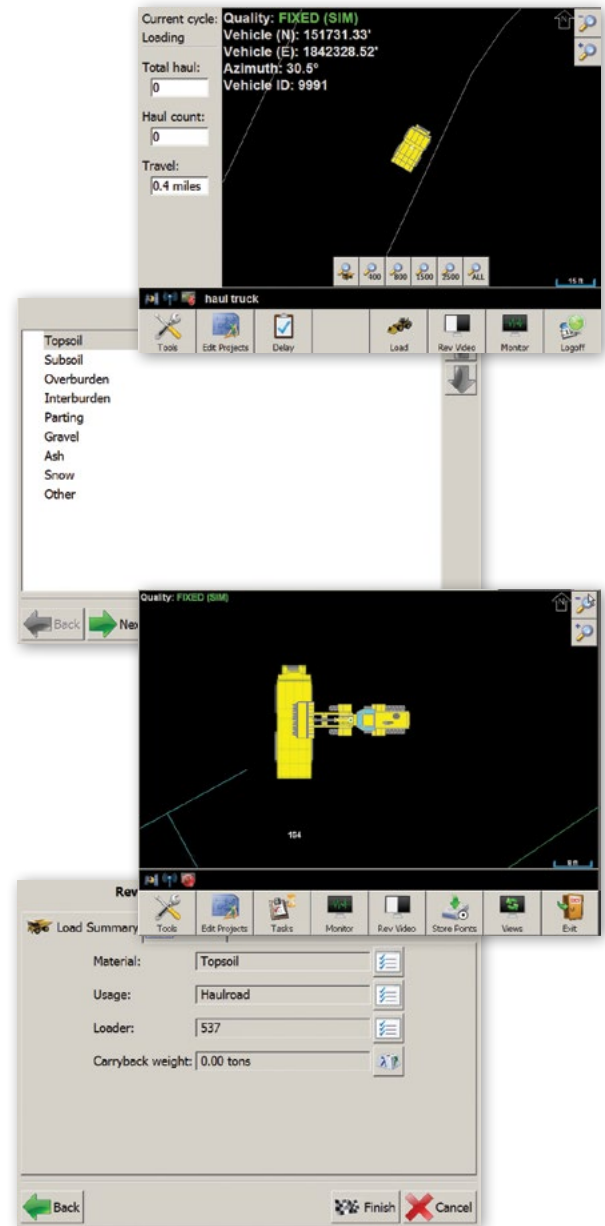 Current cycle:
Loading
Total haul:
0
Haul count:
0
Travel:
0.4 miles
Quality: FIXED (SIM)
Vehicle (N): 151731.33'
Vehicle (E): 1842328.52'
Azimuth: 30.5°
Vehicle ID: 9991
N
400 800 1500 2500 ALL
15 ft
haul truck
Tools Edit Projects Delay Load Rev Video Monitor Logoff
Topsoil
Subsoil
Overburden
Interburden
Parting
Gravel
Ash
Snow
Other
Back
Quality: FIXED (SIM)
N
Tools Edit Projects Tasks Monitor Rev Video Store Points Views Exit
Rev
Load Summary
Material: Topsoil
Usage: Haulroad
Loader: 537
Carryback weight: 0.00 tons
Back Finish Cancel